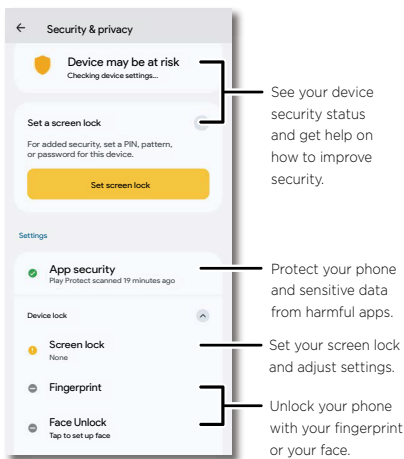 Security & privacy
Device may be at risk
Checking device settings...
Set a screen lock
For added security, set a PIN, pattern,
or password for this device.
Set screen lock
Settings
App security
Play Protect scanned 19 minutes ago
Device lock
Screen lock
None
Fingerprint
Face Unlock
Tap to set up face
See your device
security status
and get help on
how to improve
security.
Protect your phone
and sensitive data
from harmful apps.
Set your screen lock
and adjust settings.
Unlock your phone
with your fingerprint
or your face.